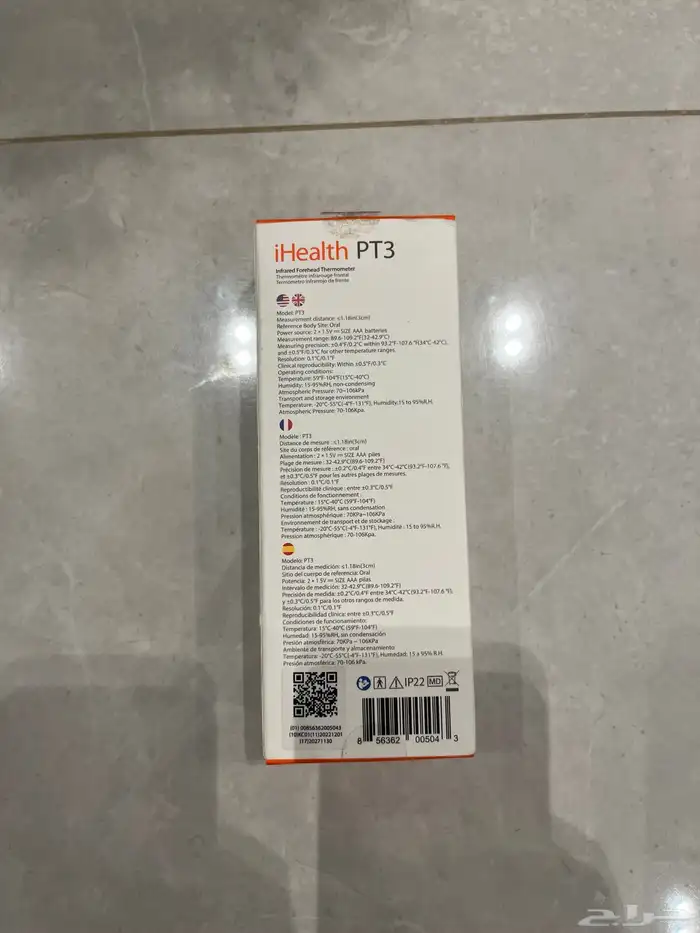 iHealth PT3
Infrared Forehead Thermometer
Thermomètre infrarouge frontal
Termómetro infrarrojo de frente
Model: PT3
Measurement distance: ≤1.18in(3cm)
Reference Body Site: Oral
Power source: 2 × 1.5V ⎓ SIZE AAA batteries
Measurement range: 89.6-109.2°F(32-42.9°C)
Measuring precision: ±0.4°F/0.2°C within 93.2°F-107.6 °F(34°C-42°C),
and ±0.5°F/0.3°C for other temperature ranges.
Resolution: 0.1°C/0.1°F
Clinical reproducibility: Within ±0.5°F/0.3°C
Operating conditions:
Temperature: 59°F-104°F(15°C-40°C)
Humidity: 15-95%RH, non-condensing
Atmospheric Pressure: 70~106kPa
Transport and storage environment
Temperature: -20°C-55°C(-4°F-131°F), Humidity:15 to 95%R.H.
Atmospheric Pressure: 70-106Kpa.
Modèle : PT3
Distance de mesure : ≤1.18in(3cm)
Site du corps de référence : oral
Alimentation : 2 × 1.5V ⎓ SIZE AAA piles
Plage de mesure : 32-42.9°C(89.6-109.2°F)
Précision de mesure : ±0.2°C/0.4°F entre 34°C-42°C(93.2°F-107.6 °F),
et ±0.3°C/0.5°F pour les autres plages de mesures.
Resolution : 0.1°C/0.1°F
Reproductibilité clinique : entre ±0.3°C/0.5°F
Conditions de fonctionnement :
Température : 15°C-40°C (59°F-104°F)
Humidité : 15-95%RH, sans condensation
Pression atmosphérique : 70KPa~106KPa
Environnement de transport et de stockage
Température : -20°C-55°C(-4°F-131°F), Humidité : 15 to 95%R.H.
Pression atmosphérique : 70-106Kpa.
Modelo: PT3
Distancia de medición: ≤1.18in(3cm)
Sitio del cuerpo de referencia: Oral
Potencia: 2 × 1.5V ⎓ SIZE AAA pilas
Intervalo de medición: 32-42.9°C(89.6-109.2°F)
Precisión de medida: ±0.2°C/0.4°F entre 34°C-42°C(93.2°F-107.6 °F),
y ±0.3°C/0.5°F para los otros rangos de medida.
Resolución: 0.1°C/0.1°F
Reproducibilidad clínica: entre ±0.3°C/0.5°F
Condiciones de funcionamiento:
Temperatura: 15°C-40°C (59°F-104°F)
Humedad: 15-95%RH, sin condensación
Presión atmosférica: 70KPa ~ 106KPa
Ambiente de transporte y almacenamiento:
Temperatura: -20°C-55°C(-4°F-131°F), Humedad: 15 a 95% R.H.
Presión atmosférica: 70-106 kPa.
IP22 MD
(01) 00856362005043
(10)KC01(11)20221201
(17)20271130
8 56362 00504 3
حراج